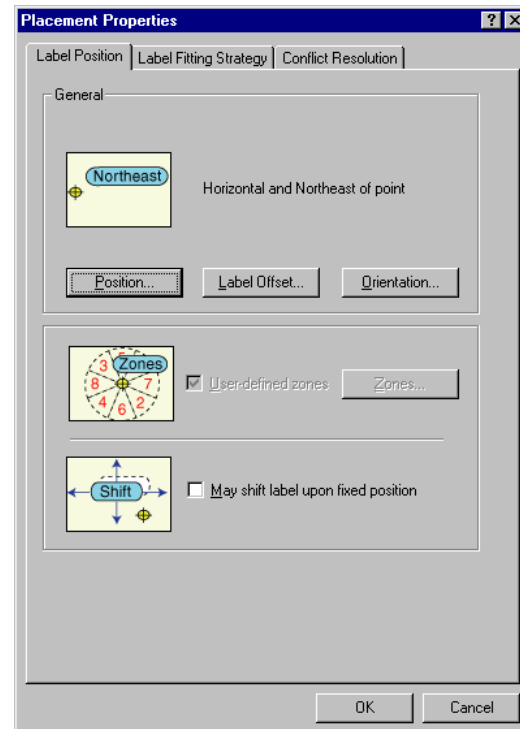 Placement Properties
? X
Label Position Label Fitting Strategy Conflict Resolution
General
Northeast
Horizontal and Northeast of point
Position... Label Offset... Orientation...
3 5 Zones
8 7
4 6 2
User-defined zones Zones...
Shift
May shift label upon fixed position
OK Cancel